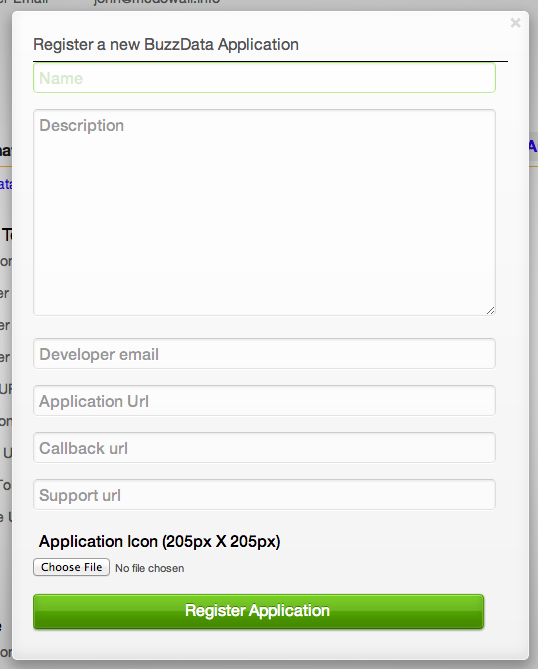 Register a new BuzzData Application
Name
Description
Developer email
Application Url
Callback url
Support url
Application Icon (205px X 205px)
Choose File No file chosen
Register Application